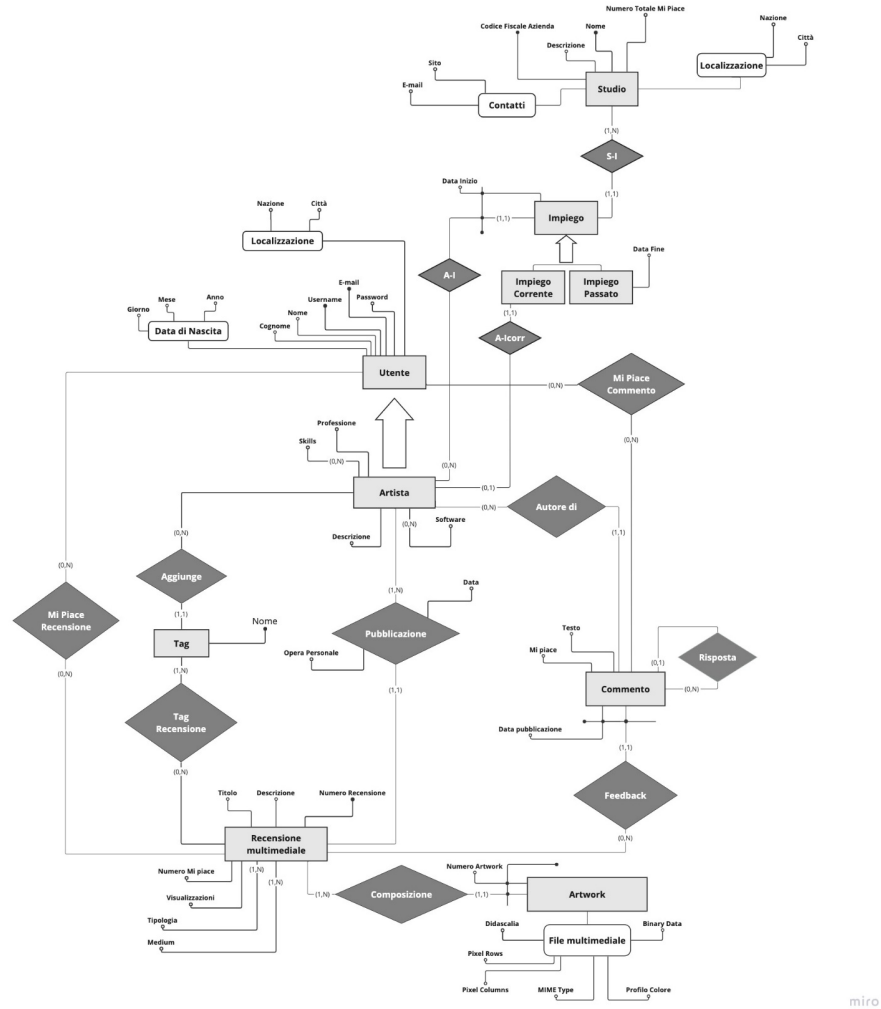 Numero Totale Mi Piace
Codice Fiscale Azienda
Nome
Descrizione
Nazione
Città
Sito
E-mail
Contatti
Studio
Localizzazione
(1,N)
S-I
(1,1)
Data Inizio
(1,1)
Impiego
Nazione
Città
Localizzazione
Data Fine
A-I
Impiego
Corrente
Impiego
Passato
E-mail
Username
Password
Mese
Anno
Giorno
Nome
Cognome
Data di Nascita
(1,1)
A-Icorr
Utente
(0,N)
Mi Piace
Commento
Professione
Skills
(0,N)
(0,N)
(0,N)
Artista
(0,1)
(0,N)
Autore di
(0,N)
Software
Descrizione
(0,N)
(1,1)
(0,N)
Aggiunge
(1,N)
Data
(1,1)
Mi Piace
Recensione
Nome
Pubblicazione
Tag
Opera Personale
Testo
Mi piace
(0,1)
Risposta
(0,N)
(1,N)
(1,1)
Commento
(0,N)
Tag
Recensione
Data pubblicazione
(1,1)
(0,N)
Feedback
Titolo
Descrizione
Numero Recensione
(0,N)
Recensione
multimediale
Numero Mi piace
(1,N)
(1,N)
Visualizzazioni
Tipologia
Medium
(1,N)
Composizione
(1,1)
Numero Artwork
Artwork
Didascalia
Binary Data
File multimediale
Pixel Rows
Pixel Columns
MIME Type
Profilo Colore
miro